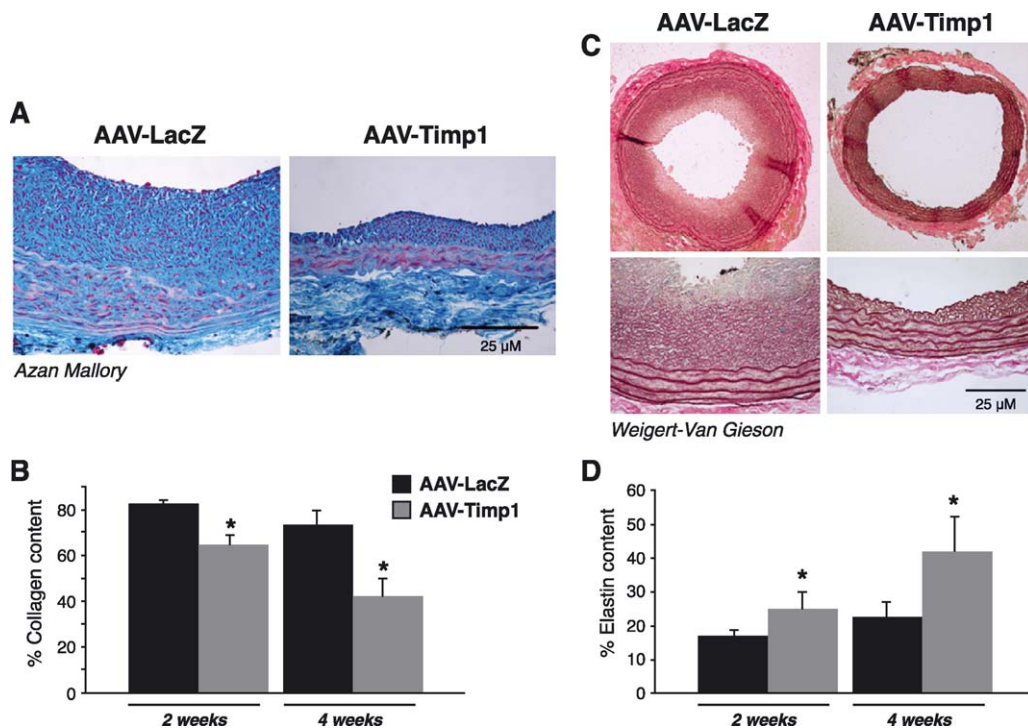 A
AAV-LacZ AAV-Timp1
25 µM
Azan Mallory
C
AAV-LacZ AAV-Timp1
25 µM
Weigert-Van Gieson
B
AAV-LacZ
AAV-Timp1
% Collagen content
80
60
40
20
0
*
*
2 weeks 4 weeks
D
% Elastin content
60
50
40
30
20
10
0
*
*
2 weeks 4 weeks